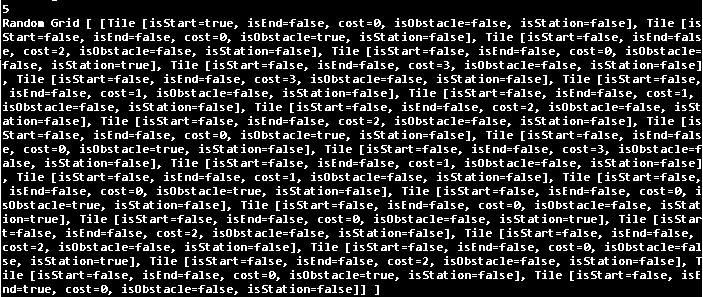 5
Random Grid [ [Tile [isStart=true, isEnd=false, cost=0, isObstacle=false, isStation=false], Tile [is
Start=false, isEnd=false, cost=0, isObstacle=true, isStation=false], Tile [isStart=false, isEnd=fals
e, cost=2, isObstacle=false, isStation=false], Tile [isStart=false, isEnd=false, cost=0, isObstacle=
false, isStation=true], Tile [isStart=false, isEnd=false, cost=3, isObstacle=false, isStation=false]
, Tile [isStart=false, isEnd=false, cost=3, isObstacle=false, isStation=false], Tile [isStart=false,
 isEnd=false, cost=1, isObstacle=false, isStation=false], Tile [isStart=false, isEnd=false, cost=1,
isObstacle=false, isStation=false], Tile [isStart=false, isEnd=false, cost=2, isObstacle=false, isSt
ation=false], Tile [isStart=false, isEnd=false, cost=2, isObstacle=false, isStation=false], Tile [is
Start=false, isEnd=false, cost=0, isObstacle=true, isStation=false], Tile [isStart=false, isEnd=fals
e, cost=0, isObstacle=true, isStation=false], Tile [isStart=false, isEnd=false, cost=3, isObstacle=f
alse, isStation=false], Tile [isStart=false, isEnd=false, cost=1, isObstacle=false, isStation=false]
, Tile [isStart=false, isEnd=false, cost=1, isObstacle=false, isStation=false], Tile [isStart=false,
 isEnd=false, cost=0, isObstacle=true, isStation=false], Tile [isStart=false, isEnd=false, cost=0, i
sObstacle=true, isStation=false], Tile [isStart=false, isEnd=false, cost=0, isObstacle=false, isStat
ion=true], Tile [isStart=false, isEnd=false, cost=0, isObstacle=false, isStation=true], Tile [isStar
t=false, isEnd=false, cost=2, isObstacle=false, isStation=false], Tile [isStart=false, isEnd=false,
cost=2, isObstacle=false, isStation=false], Tile [isStart=false, isEnd=false, cost=0, isObstacle=fal
se, isStation=true], Tile [isStart=false, isEnd=false, cost=2, isObstacle=false, isStation=false], T
ile [isStart=false, isEnd=false, cost=0, isObstacle=true, isStation=false], Tile [isStart=false, isE
nd=true, cost=0, isObstacle=false, isStation=false]] ]